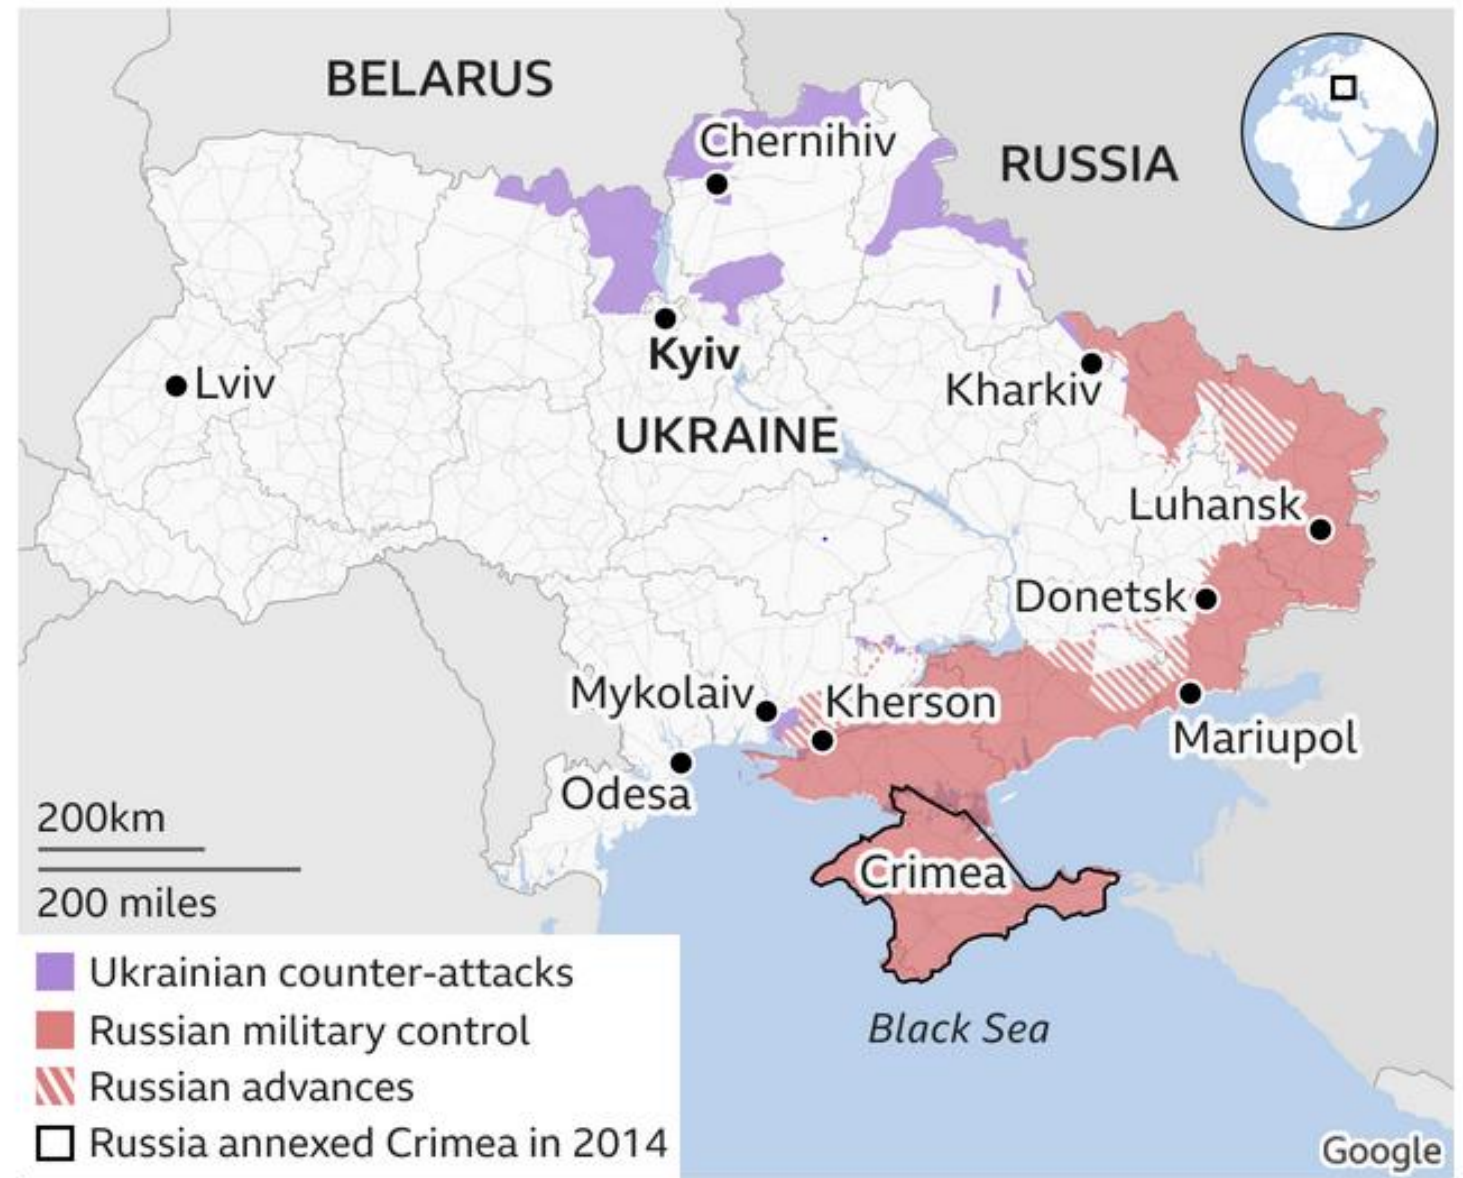 BELARUS
Chernihiv
RUSSIA
Kyiv
Lviv
Kharkiv
UKRAINE
Luhansk
Donetsk
Mykolaiv
Kherson
Mariupol
Odesa
200km
Crimea
200 miles
Ukrainian counter-attacks
Russian military control
Black Sea
Russian advances
Russia annexed Crimea in 2014
Google